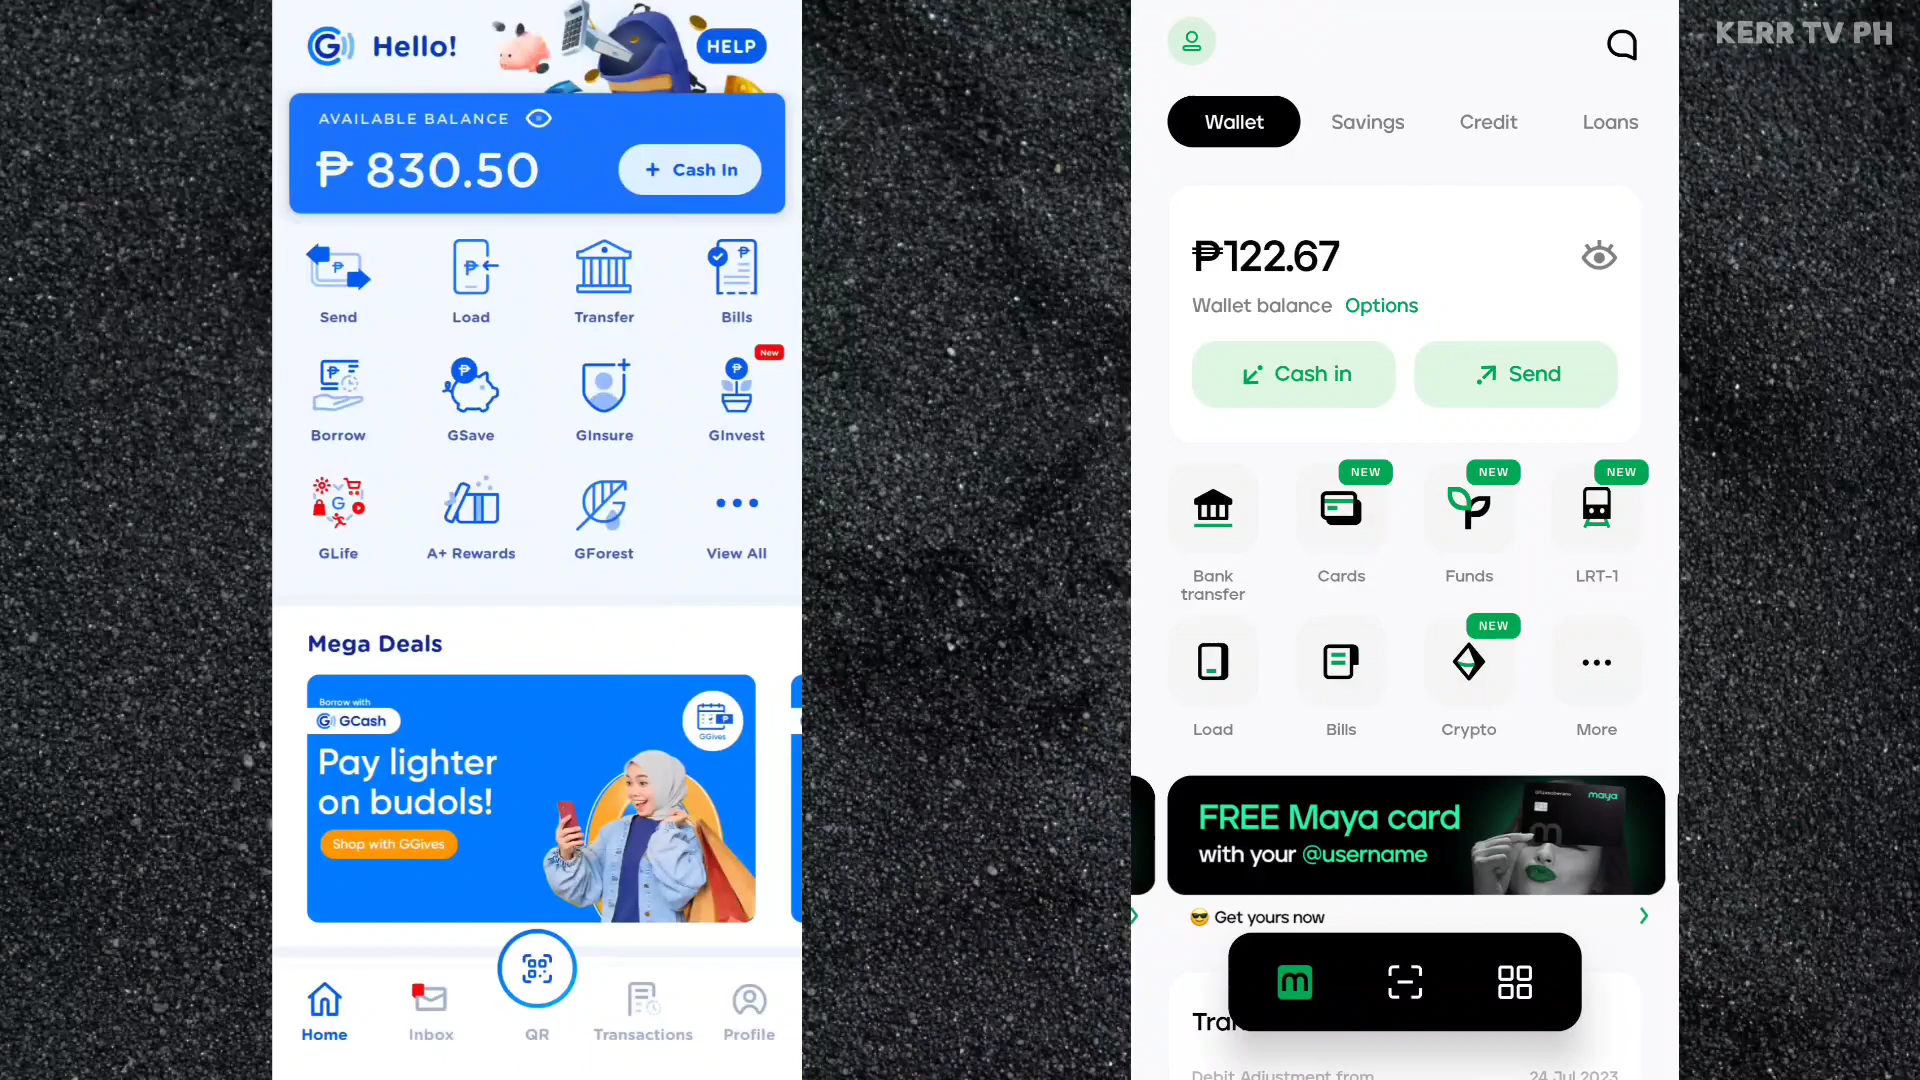 Hello!
HELP
AVAILABLE BALANCE
₱ 830.50
+ Cash In
Send
Load
Transfer
Bills
New
Borrow
GSave
GInsure
GInvest
GLife
A+ Rewards
GForest
View All
Mega Deals
Borrow with
GCash
GGives
Pay lighter
on budols!
Shop with GGives
Home
Inbox
QR
Transactions
Profile
KERR TV PH
Wallet
Savings
Credit
Loans
₱122.67
Wallet balance Options
Cash in
Send
NEW
NEW
NEW
Bank
transfer
Cards
Funds
LRT-1
NEW
Load
Bills
Crypto
More
FREE Maya card
with your @username
maya
😎 Get yours now
Debit Adjustment from
24 Jul 2023